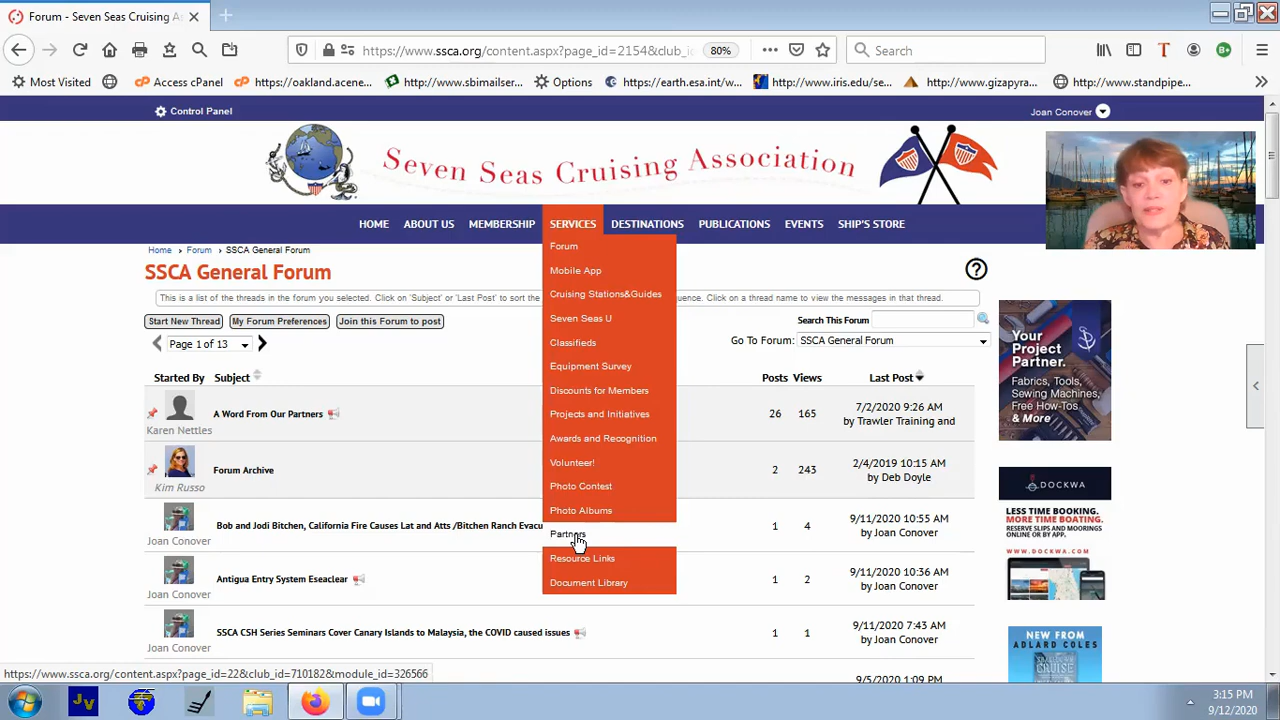 Forum - Seven Seas Cruising As
https://www.ssca.org/content.aspx?page_id=2154&club_ 80% Search
Most Visited Access cPanel https://oakland.acene... http://www.sbimailser... Options https://earth.esa.int/w... http://www.iris.edu/se... http://www.gizapyra... http://www.standpipe...
Control Panel Joan Conover
Seven Seas Cruising Association
HOME ABOUT US MEMBERSHIP SERVICES DESTINATIONS PUBLICATIONS EVENTS SHIP'S STORE
Home Forum SSCA General Forum
SSCA General Forum
This is a list of the threads in the forum you selected. Click on 'Subject' or 'Last Post' to sort the quence. Click on a thread name to view the messages in that thread.
Start New Thread My Forum Preferences Join this Forum to post Search This Forum
Page 1 of 13 Go To Forum: SSCA General Forum
Started By Subject Posts Views Last Post
A Word From Our Partners 26 165 7/2/2020 9:26 AM
by Trawler Training and
Karen Nettles
Forum Archive 2 243 2/4/2019 10:15 AM
by Deb Doyle
Kim Russo
Bob and Jodi Bitchen, California Fire Gets Lat and Atts /Bitchen Ranch Evacu 1 4 9/11/2020 10:55 AM
by Joan Conover
Joan Conover
Antigua Entry System Eseaclear 1 2 9/11/2020 10:36 AM
by Joan Conover
Joan Conover
SSCA CSH Series Seminars Cover Canary Islands to Malaysia, the COVID caused issues 1 1 9/11/2020 7:43 AM
by Joan Conover
Joan Conover
9/5/2020 1:09 PM
Forum
Mobile App
Cruising Stations&Guides
Seven Seas U
Classifieds
Equipment Survey
Discounts for Members
Projects and Initiatives
Awards and Recognition
Volunteer!
Photo Contest
Photo Albums
Partners
Resource Links
Document Library
Your
Project
Partner.
Fabrics, Tools,
Sewing Machines,
Free How-Tos
& More
DOCKWA
LESS TIME BOOKING.
MORE TIME BOATING.
RESERVE SLIPS AND MOORINGS
ONLINE OR BY APP.
WWW.DOCKWA.COM
NEW FROM
ADLARD COLES
CRUISE
https://www.ssca.org/content.aspx?page_id=22&club_id=710182&module_id=326566
JV
3:15 PM
9/12/2020